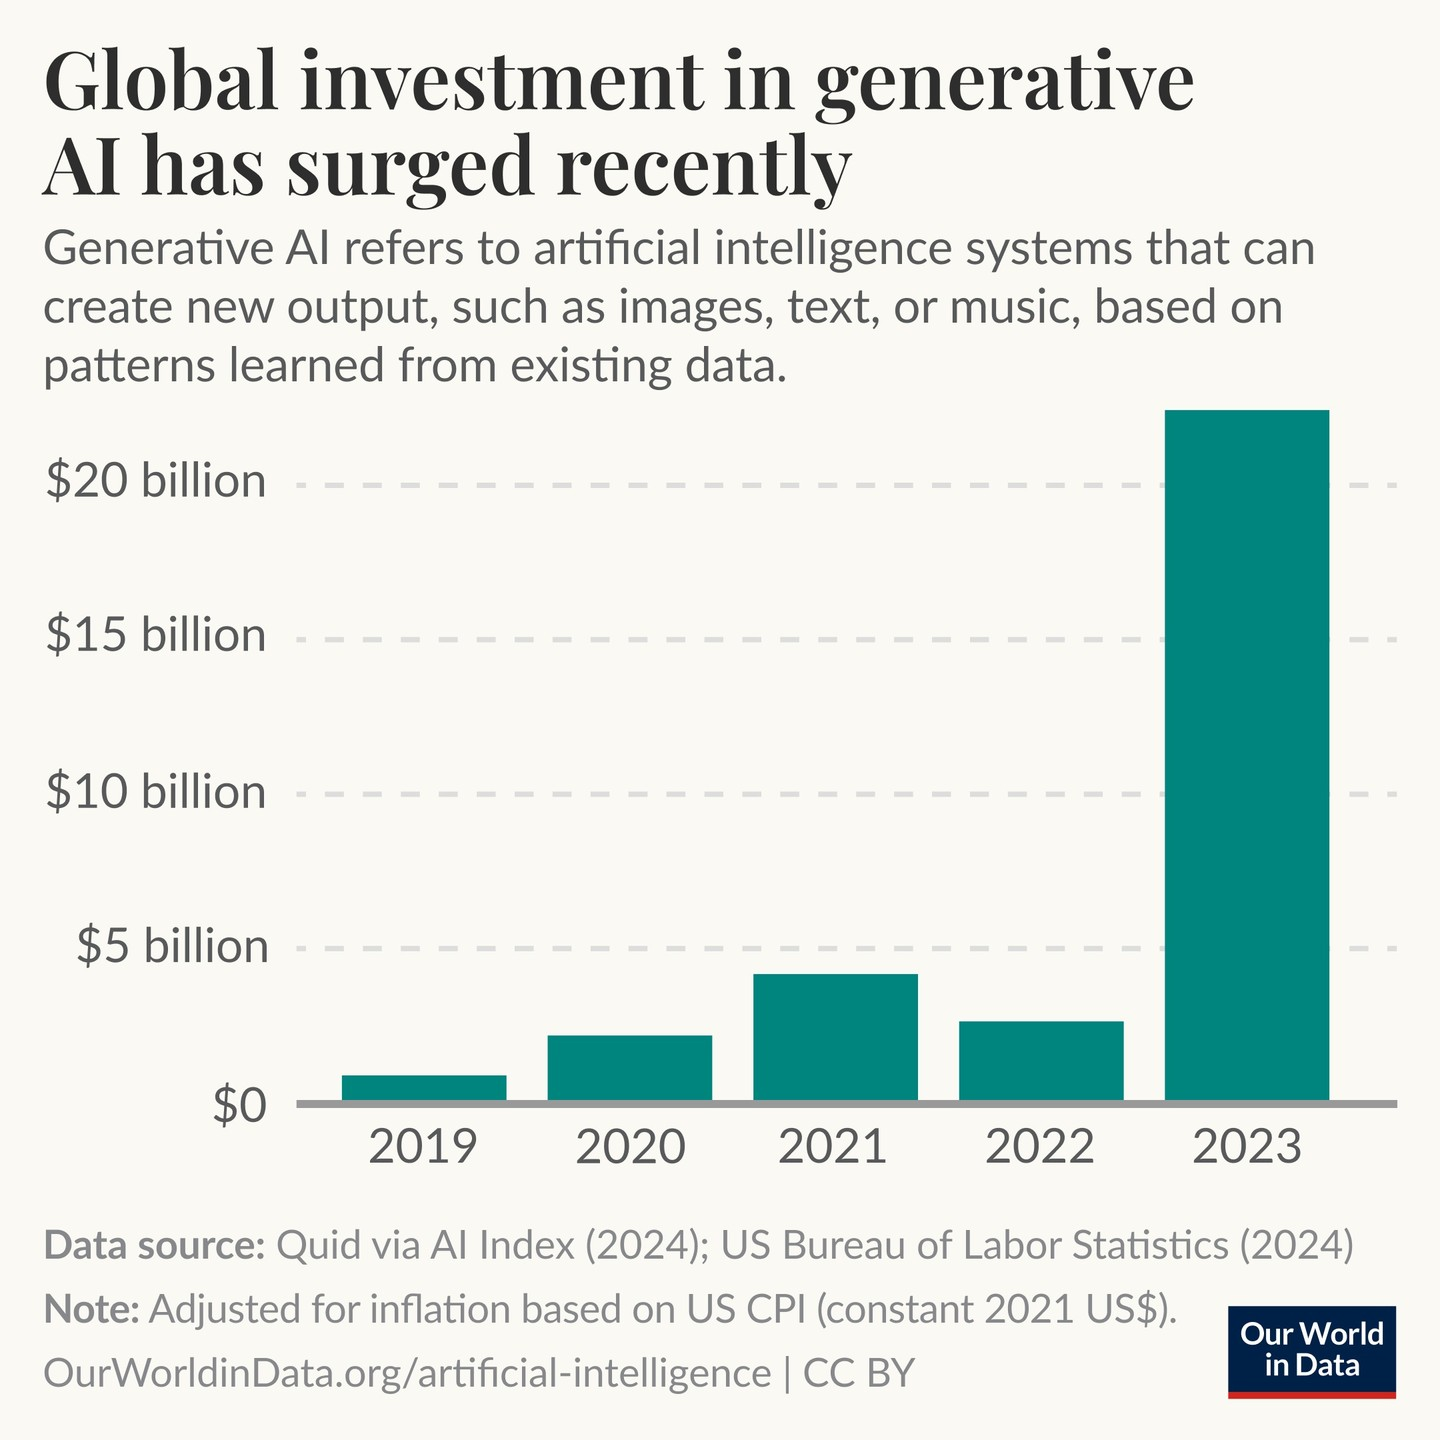 Global investment in generative
AI has surged recently
Generative AI refers to artificial intelligence systems that can
create new output, such as images, text, or music, based on
patterns learned from existing data.
$20 billion
$15 billion
$10 billion
$5 billion
$0
2019 2020 2021 2022 2023
Data source: Quid via AI Index (2024); US Bureau of Labor Statistics (2024)
Note: Adjusted for inflation based on US CPI (constant 2021 US$).
OurWorldinData.org/artificial-intelligence | CC BY
Our World
in Data